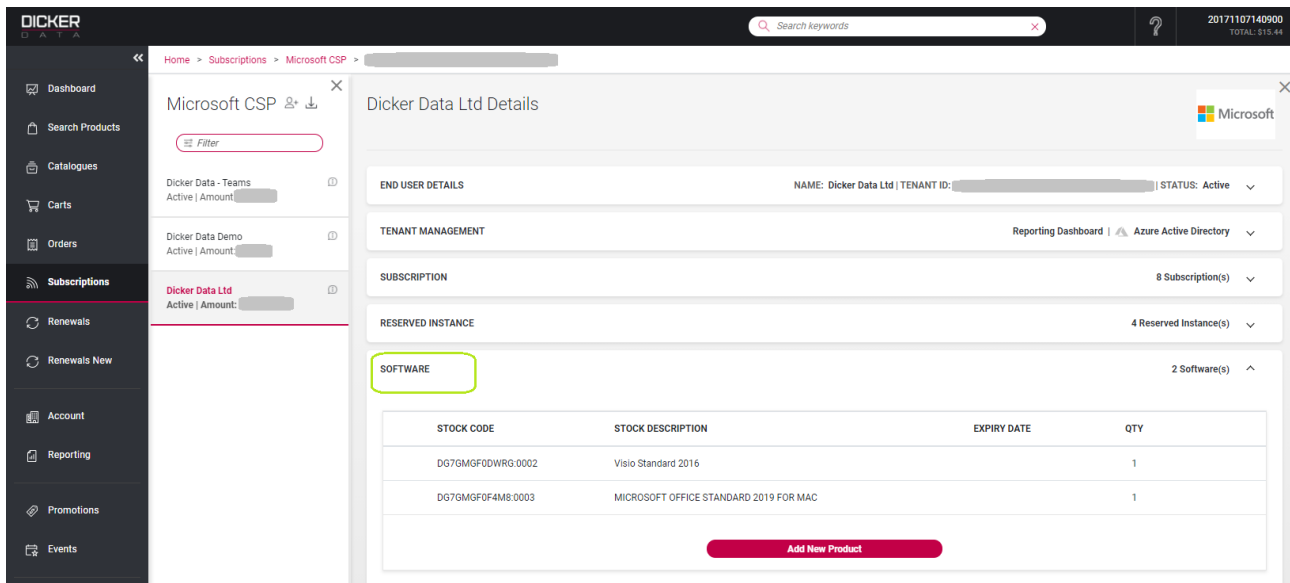 DICKER
DATA
Search keywords
20171107140900
TOTAL: $15.44
Home > Subscriptions > Microsoft CSP >
Dashboard
Search Products
Catalogues
Carts
Orders
Subscriptions
Renewals
Renewals New
Account
Reporting
Promotions
Events
Microsoft CSP
Filter
Dicker Data - Teams
Active | Amount
Dicker Data Demo
Active | Amount:
Dicker Data Ltd
Active | Amount:
Dicker Data Ltd Details
Microsoft
END USER DETAILS NAME: Dicker Data Ltd | TENANT ID: | STATUS: Active
TENANT MANAGEMENT Reporting Dashboard | Azure Active Directory
SUBSCRIPTION 8 Subscription(s)
RESERVED INSTANCE 4 Reserved Instance(s)
SOFTWARE 2 Software(s)
STOCK CODE STOCK DESCRIPTION EXPIRY DATE QTY
DG7GMGF0DWRG:0002 Visio Standard 2016 1
DG7GMGF0F4M8:0003 MICROSOFT OFFICE STANDARD 2019 FOR MAC 1
Add New Product